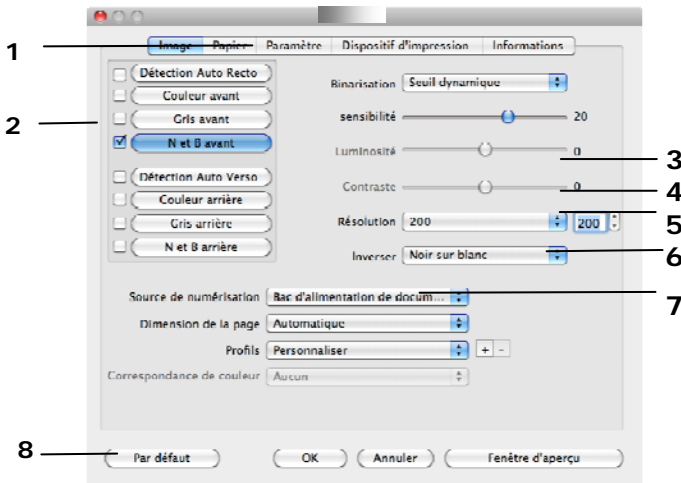 1 Image Papier Paramètre Dispositif d'impression Informations
Détection Auto Recto
Couleur avant
2 Gris avant
N et B avant
Détection Auto Verso
Couleur arrière
Gris arrière
N et B arrière
Binarisation Seuil dynamique
sensibilité 20
Luminosité 0 3
Contraste 0 4
Résolution 200 200 5
Inverser Noir sur blanc 6
Source de numérisation Bac d'alimentation de docum... 7
Dimension de la page Automatique
Profils Personnaliser + -
Correspondance de couleur Aucun
8 Par défaut OK Annuler Fenêtre d'aperçu